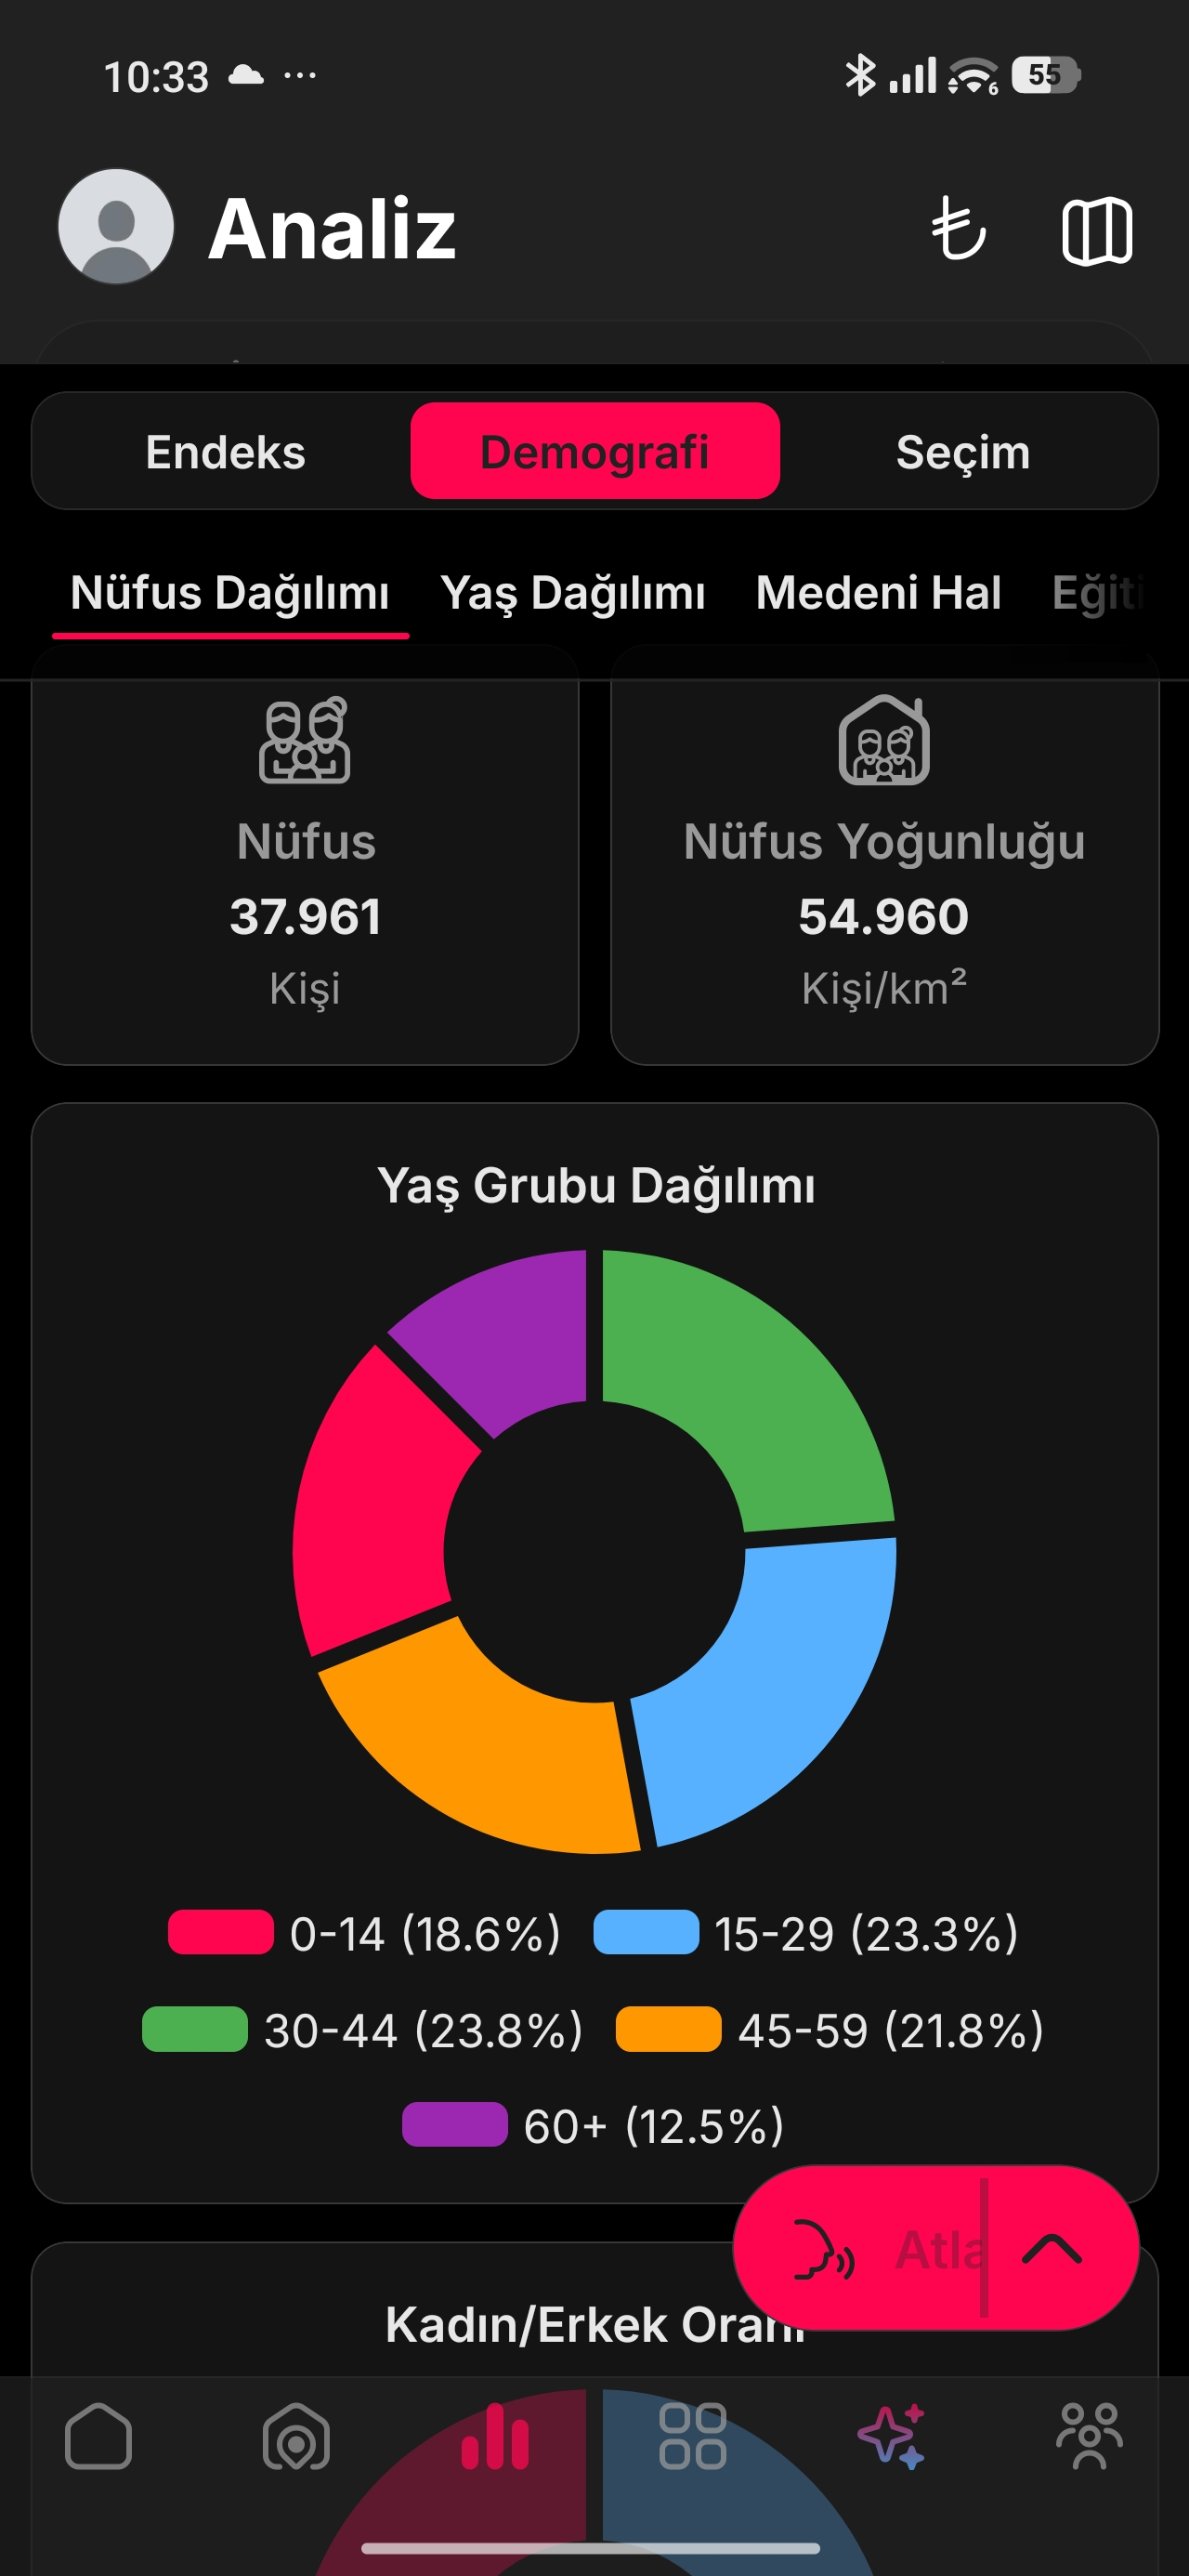 10:33
6
55
Analiz
Endeks
Demografi
Seçim
Nüfus Dağılımı
Yaş Dağılımı
Medeni Hal
Nüfus
37.961
Kişi
Nüfus Yoğunluğu
54.960
Kişi/km²
Yaş Grubu Dağılımı
0-14 (18.6%)
15-29 (23.3%)
30-44 (23.8%)
45-59 (21.8%)
60+ (12.5%)
Kadın/Erkek Oranı